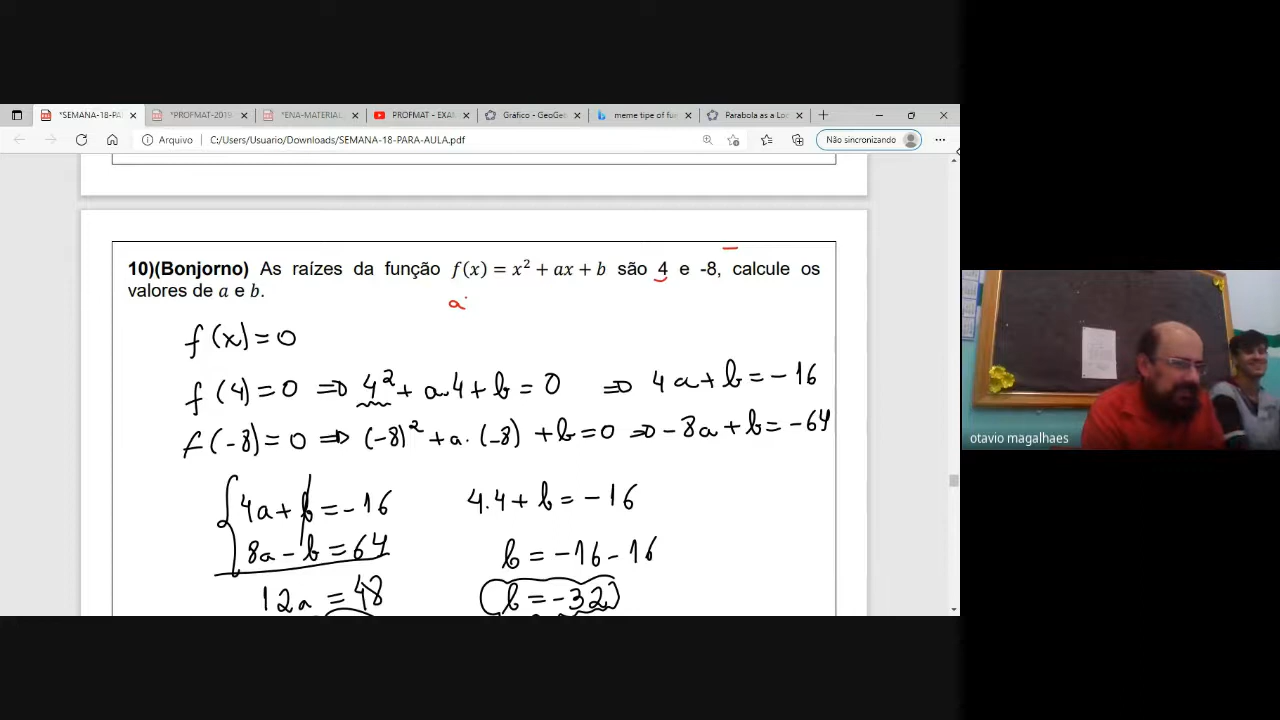 *SEMANA-18-PA
*PROFMAT-2019
*ENA-MATERIAL
PROFMAT - EXA
Gráfico - GeoGe
meme tipe of fu
Parabola as a Lo
Arquivo
C:/Users/Usuario/Downloads/SEMANA-18-PARA-AULA.pdf
Não sincronizando
10)(Bonjorno) As raízes da função f(x) = x² + ax + b são 4 e -8, calcule os
valores de a e b.
a
f(x) = 0
f(4) = 0 ⇒ 4² + a.4 + b = 0 ⇒ 4a + b = -16
f(-8) = 0 ⇒ (-8)² + a.(-8) + b = 0 ⇒ -8a + b = -64
4a + b = -16
8a - b = 64
12a = 48
4.4 + b = -16
b = -16 - 16
b = -32
otavio magalhaes